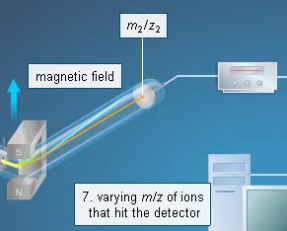 m₂/z₂
magnetic field
S
N
7. varying m/z of ions
that hit the detector